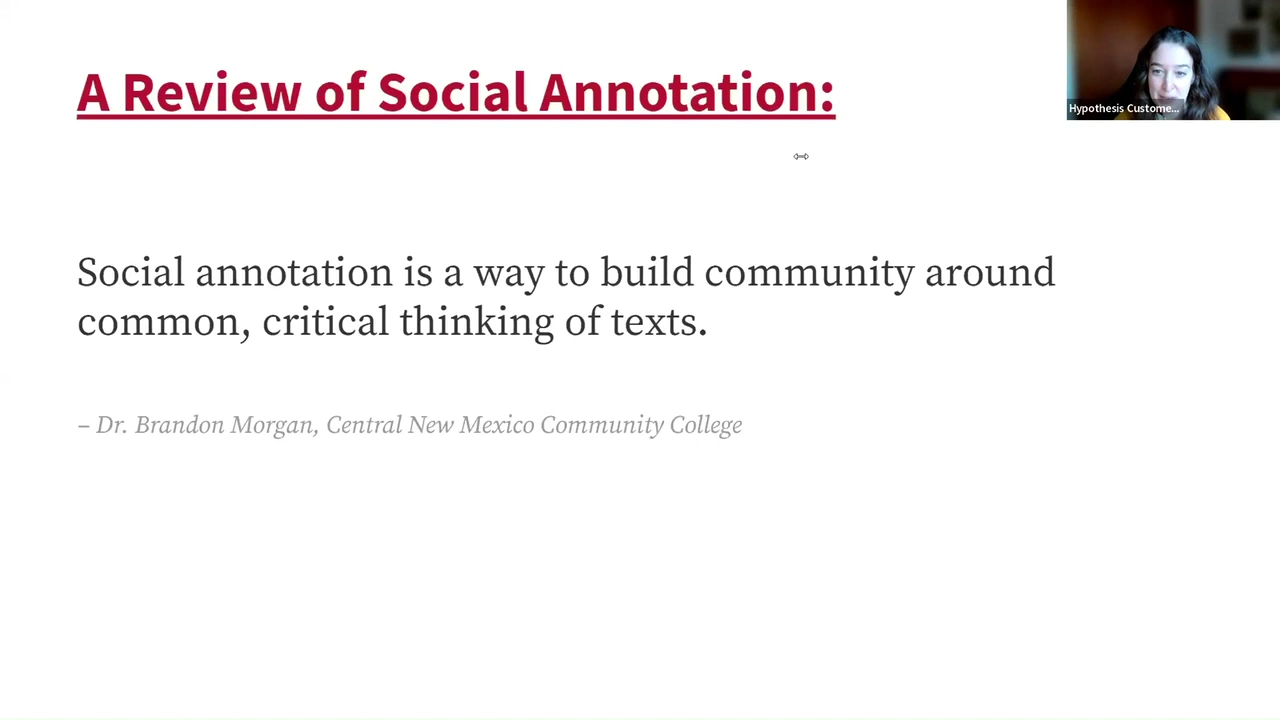 A Review of Social Annotation:
Hypothesis Custome...
Social annotation is a way to build community around
common, critical thinking of texts.
– Dr. Brandon Morgan, Central New Mexico Community College